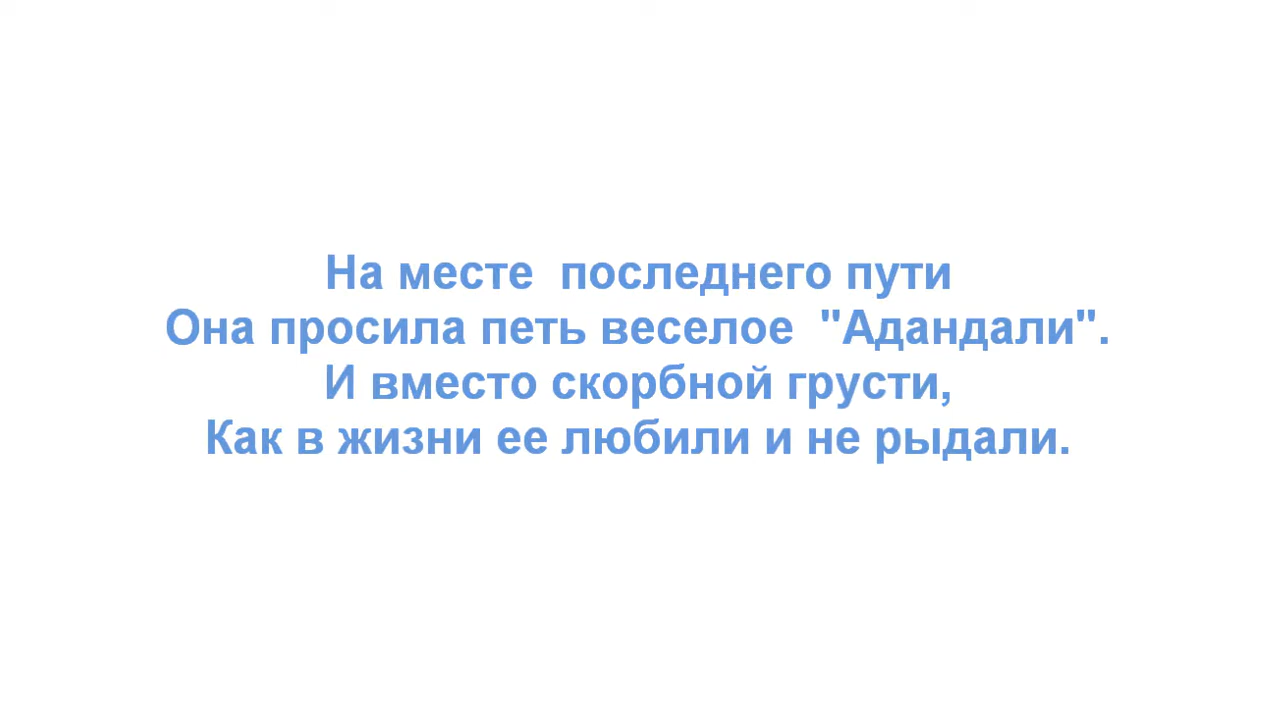 На месте  последнего пути
Она просила петь веселое  "Адандали".
И вместо скорбной грусти,
Как в жизни ее любили и не рыдали.